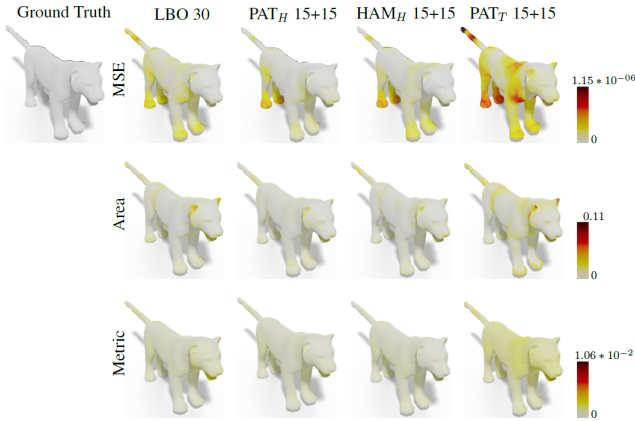 Ground Truth LBO 30 PAT_H 15+15 HAM_H 15+15 PAT_T 15+15
MSE
1.15 ∗ 10^−06
0
Area
0.11
0
Metric
1.06 ∗ 10^−2
0